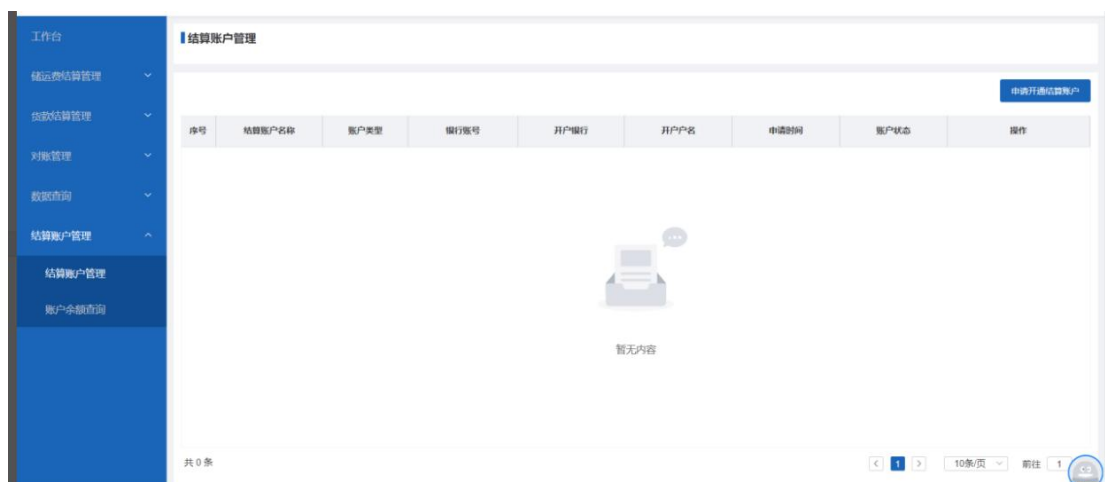 工作台
储运费结算管理
货款结算管理
对账管理
数据查询
结算账户管理
结算账户管理
账户余额查询
结算账户管理
申请开通结算账户
序号 结算账户名称 账户类型 银行账号 开户银行 开户户名 申请时间 账户状态 操作
暂无内容
共 0 条 1 10条/页 前往 1